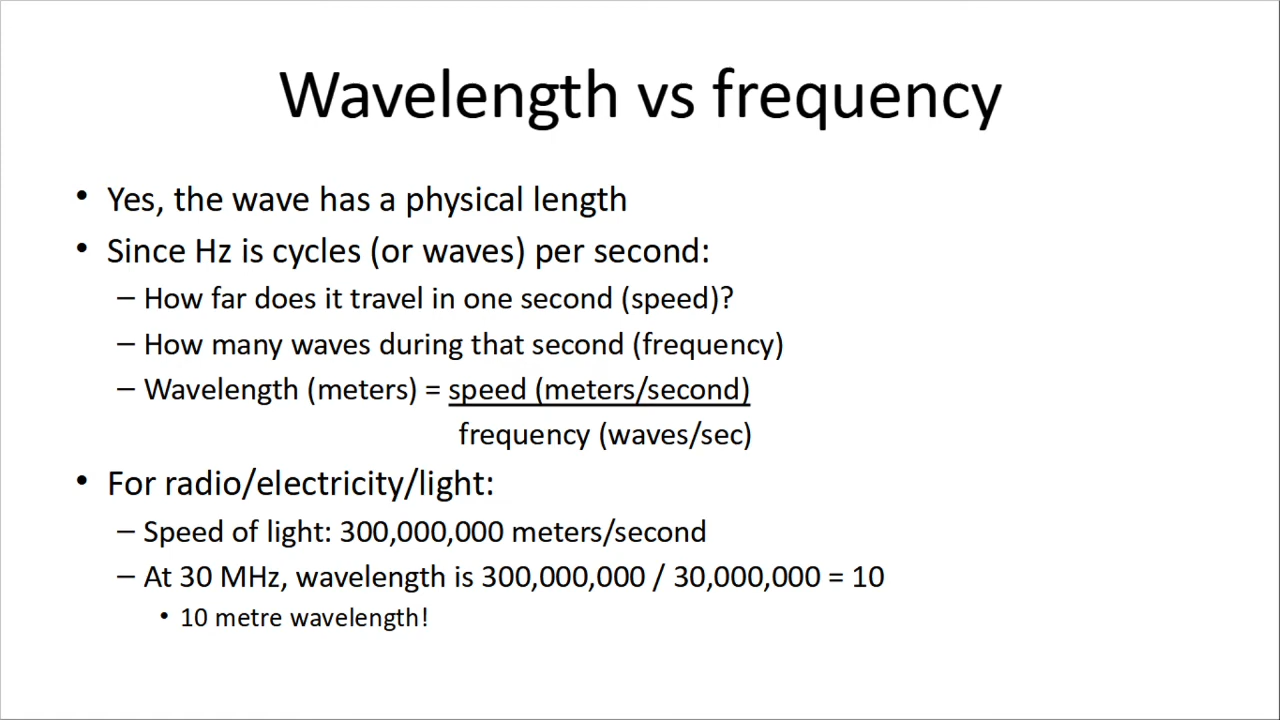 Wavelength vs frequency
• Yes, the wave has a physical length
• Since Hz is cycles (or waves) per second:
– How far does it travel in one second (speed)?
– How many waves during that second (frequency)
– Wavelength (meters) = speed (meters/second)
frequency (waves/sec)
• For radio/electricity/light:
– Speed of light: 300,000,000 meters/second
– At 30 MHz, wavelength is 300,000,000 / 30,000,000 = 10
• 10 metre wavelength!